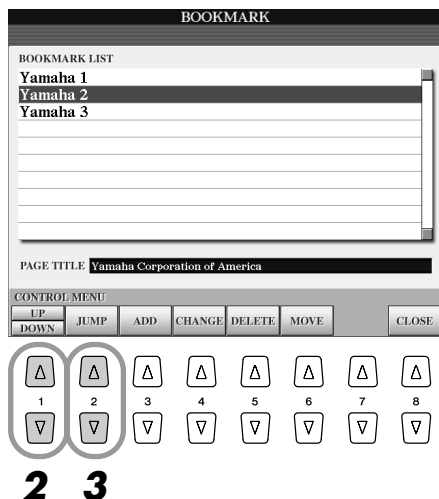 BOOKMARK
BOOKMARK LIST
Yamaha 1
Yamaha 2
Yamaha 3
PAGE TITLE Yamaha Corporation of America
CONTROL MENU
UP
DOWN JUMP ADD CHANGE DELETE MOVE CLOSE
1 2 3 4 5 6 7 8
2 3